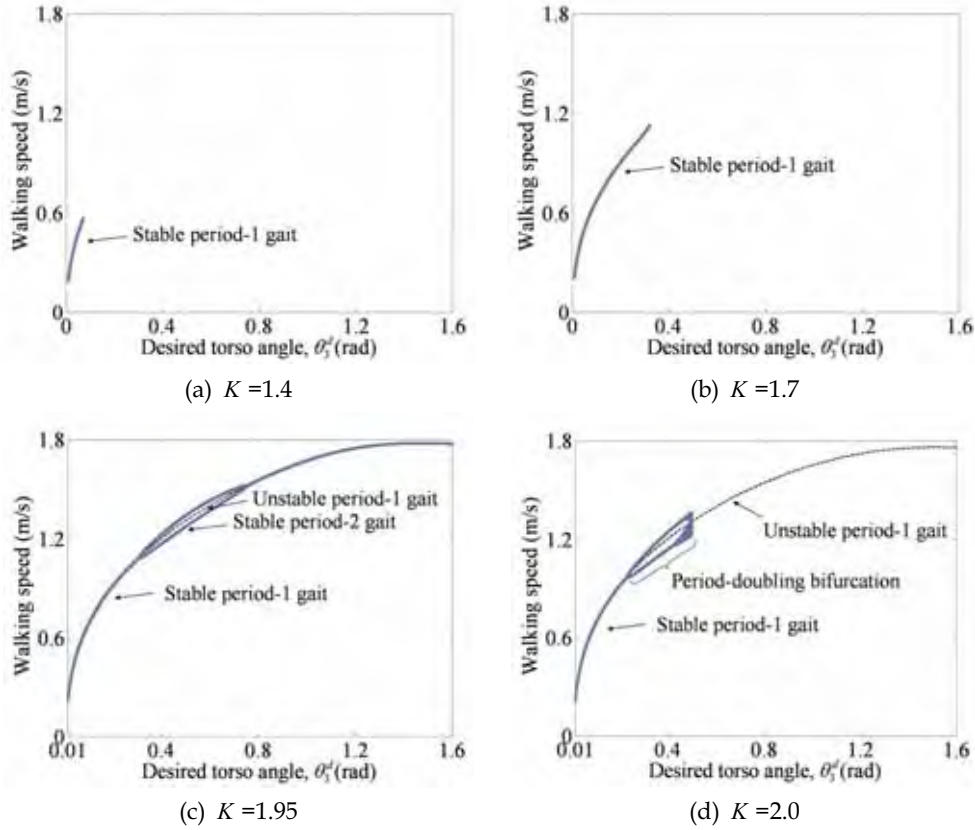 1.8
1.2
0.6
0
Walking speed (m/s)
Stable period-1 gait
0 0.4 0.8 1.2 1.6
Desired torso angle, θ₃ᵈ (rad)
(a) K =1.4
1.8
1.2
0.6
0
Walking speed (m/s)
Stable period-1 gait
0 0.4 0.8 1.2 1.6
Desired torso angle, θ₃ᵈ (rad)
(b) K =1.7
1.8
1.2
0.6
0
Walking speed (m/s)
Unstable period-1 gait
Stable period-2 gait
Stable period-1 gait
0.01 0.4 0.8 1.2 1.6
Desired torso angle, θ₃ᵈ (rad)
(c) K =1.95
1.8
1.2
0.6
0
Walking speed (m/s)
Unstable period-1 gait
Period-doubling bifurcation
Stable period-1 gait
0.01 0.4 0.8 1.2 1.6
Desired torso angle, θ₃ᵈ (rad)
(d) K =2.0